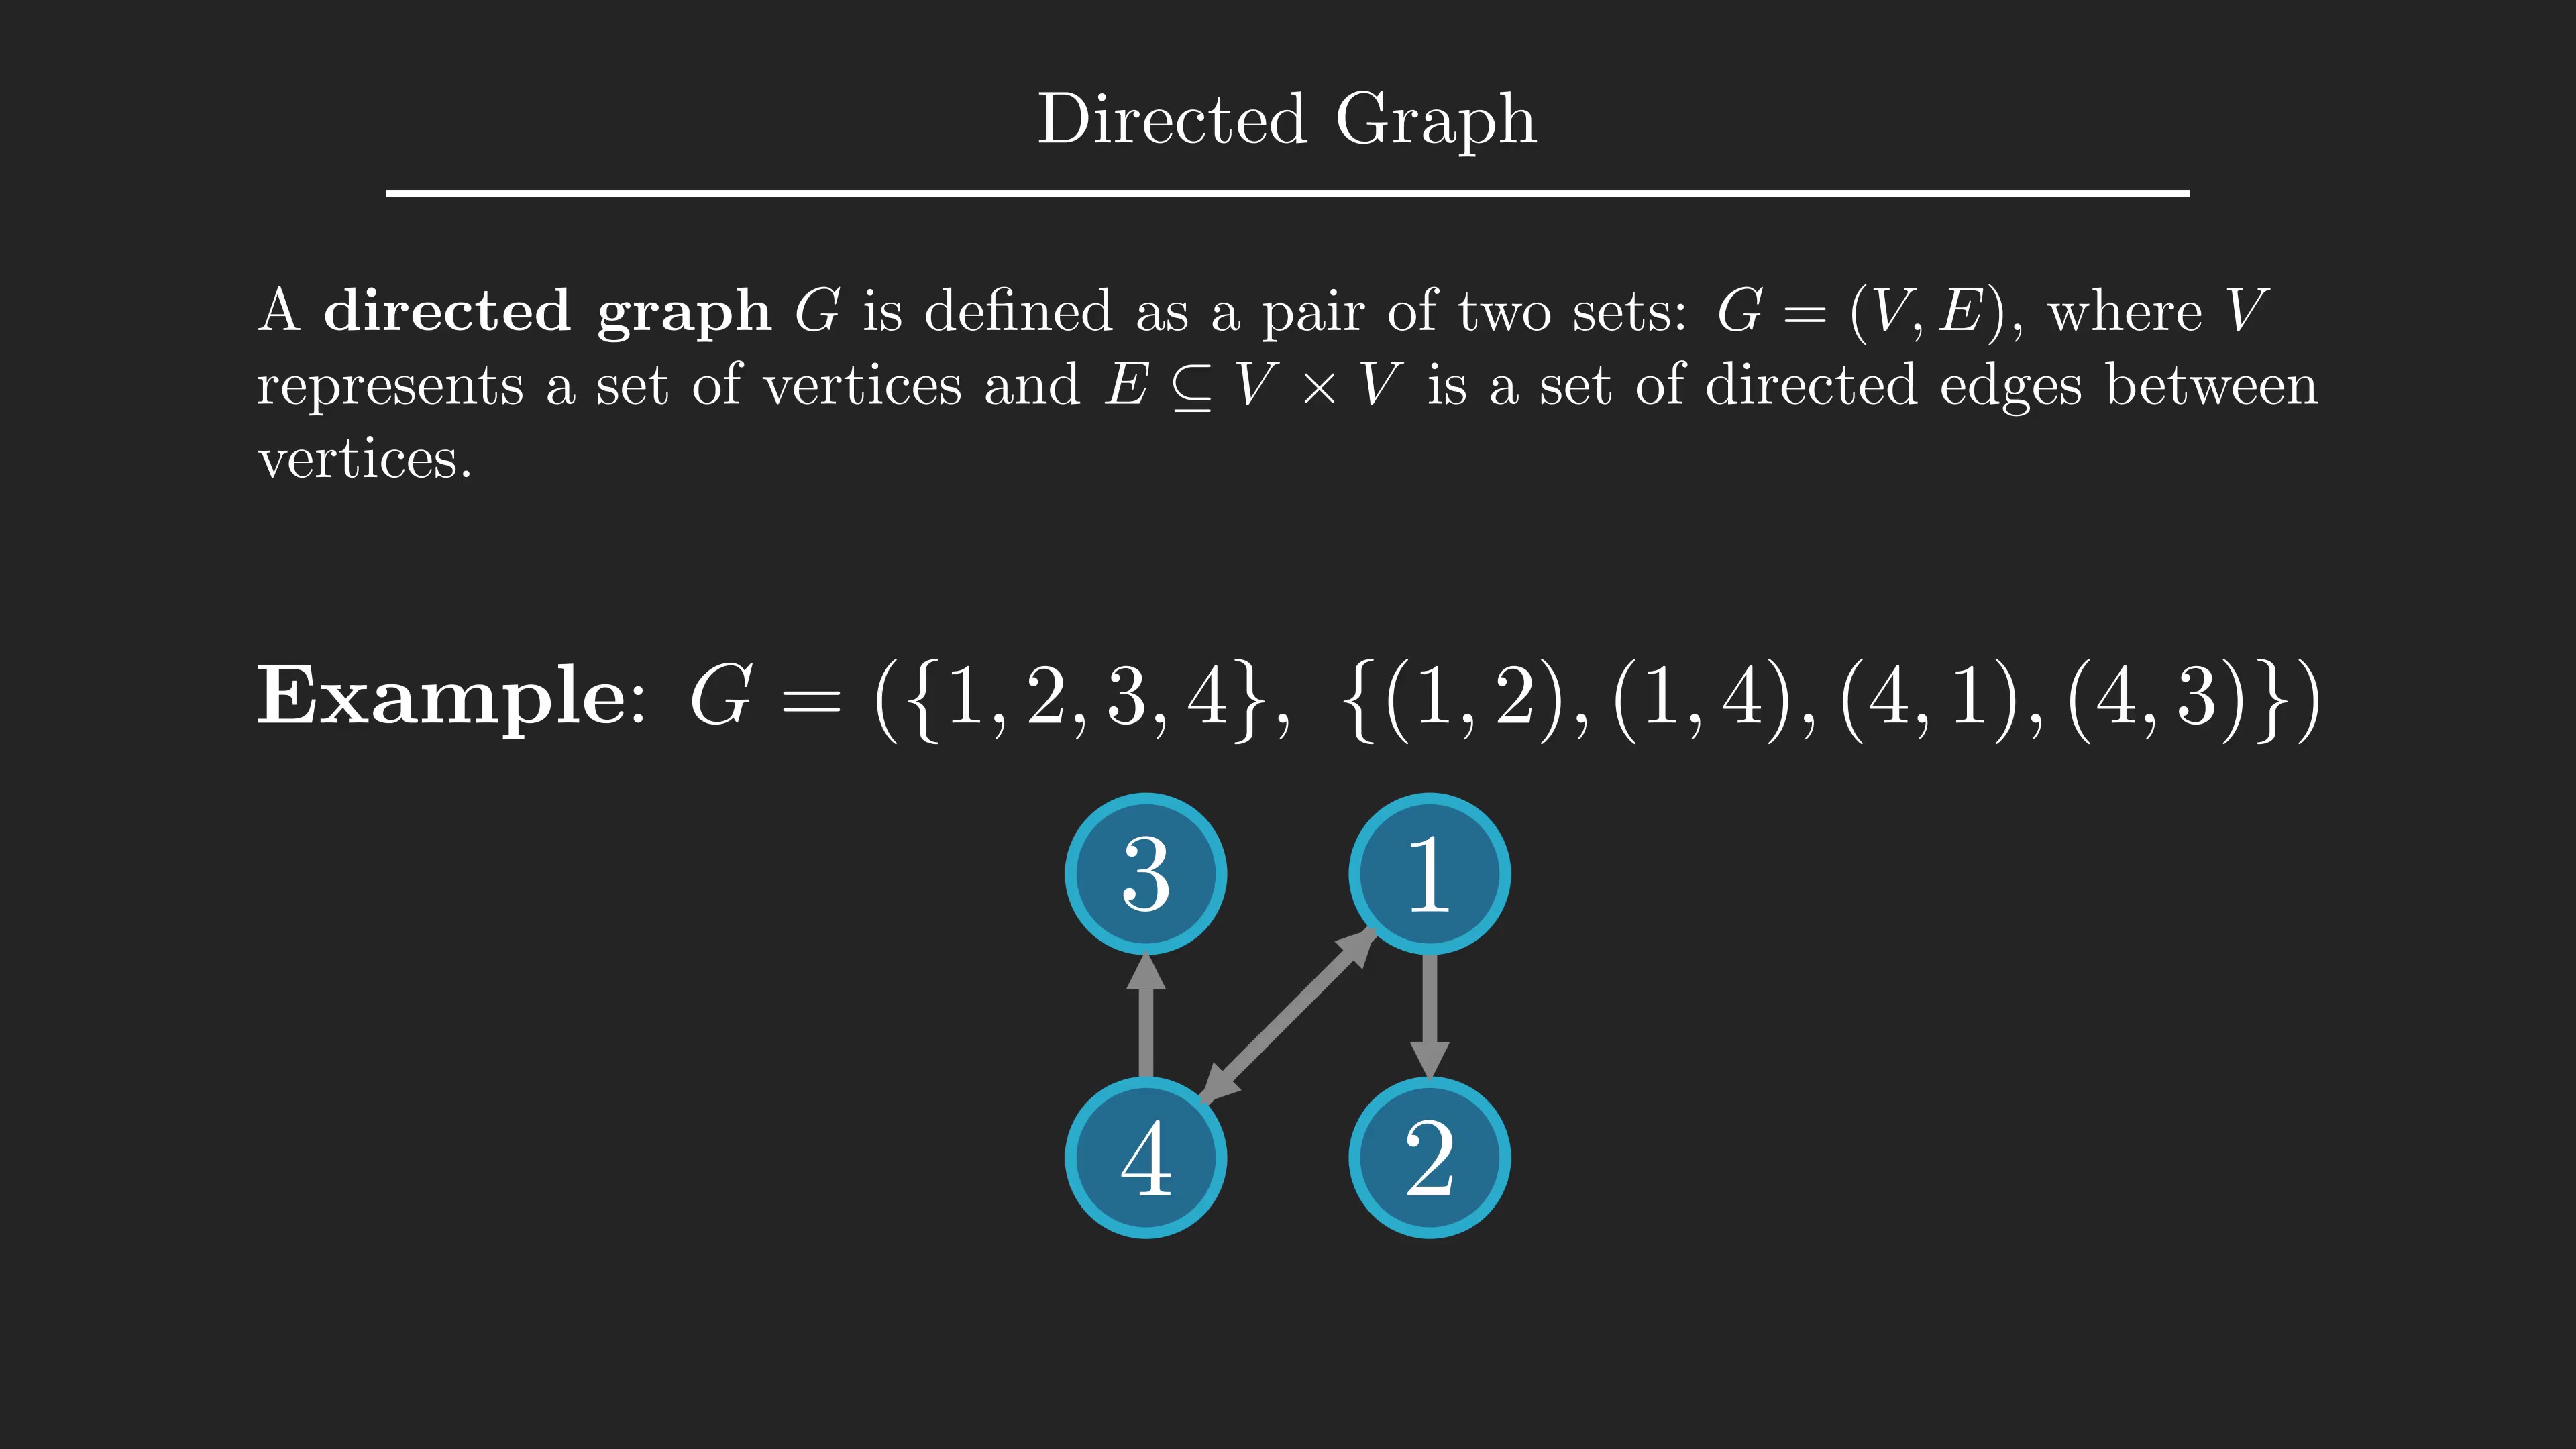 Directed Graph
A directed graph G is defined as a pair of two sets: G = (V, E), where V
represents a set of vertices and E ⊆ V × V is a set of directed edges between
vertices.
Example: G = ({1, 2, 3, 4}, {(1, 2), (1, 4), (4, 1), (4, 3)})
3 1
4 2